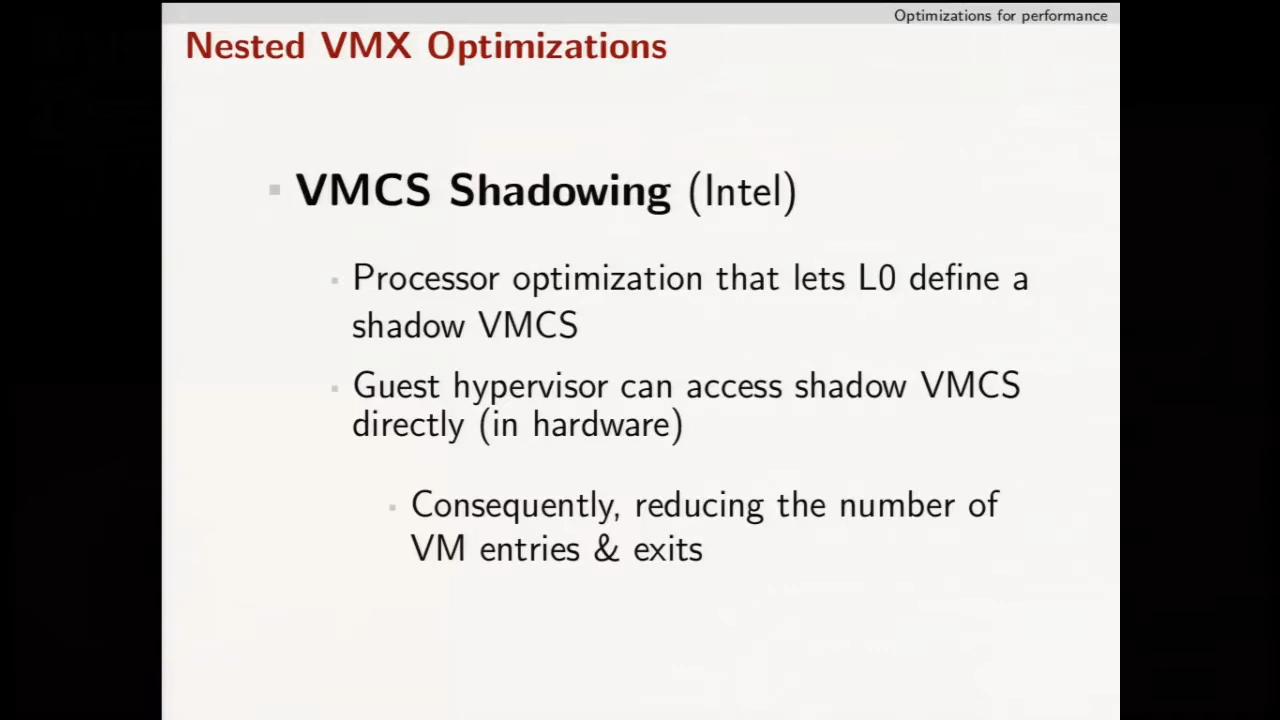 Optimizations for performance
Nested VMX Optimizations
VMCS Shadowing (Intel)
Processor optimization that lets L0 define a
shadow VMCS
Guest hypervisor can access shadow VMCS
directly (in hardware)
Consequently, reducing the number of
VM entries & exits